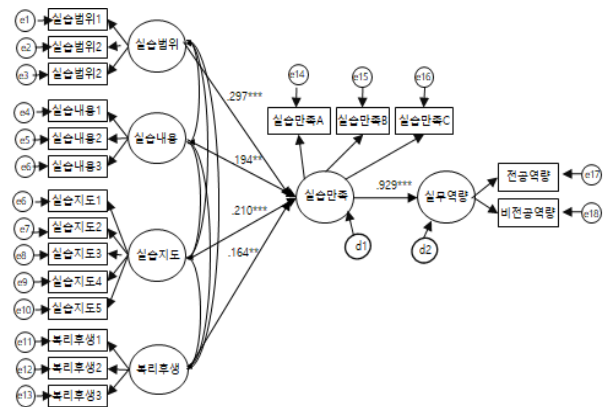 e1 실습범위1
e2 실습범위2
e3 실습범위2
실습범위
e4 실습내용1
e5 실습내용2
e6 실습내용3
실습내용
e6 실습지도1
e7 실습지도2
e8 실습지도3
e9 실습지도4
e10 실습지도5
실습지도
e11 복리후생1
e12 복리후생2
e13 복리후생3
복리후생
.297***
.194**
.210***
.164**
e14 e15 e16
실습만족A 실습만족B 실습만족C
실습만족
.929***
실무역량
d1 d2
전공역량 e17
비전공역량 e18